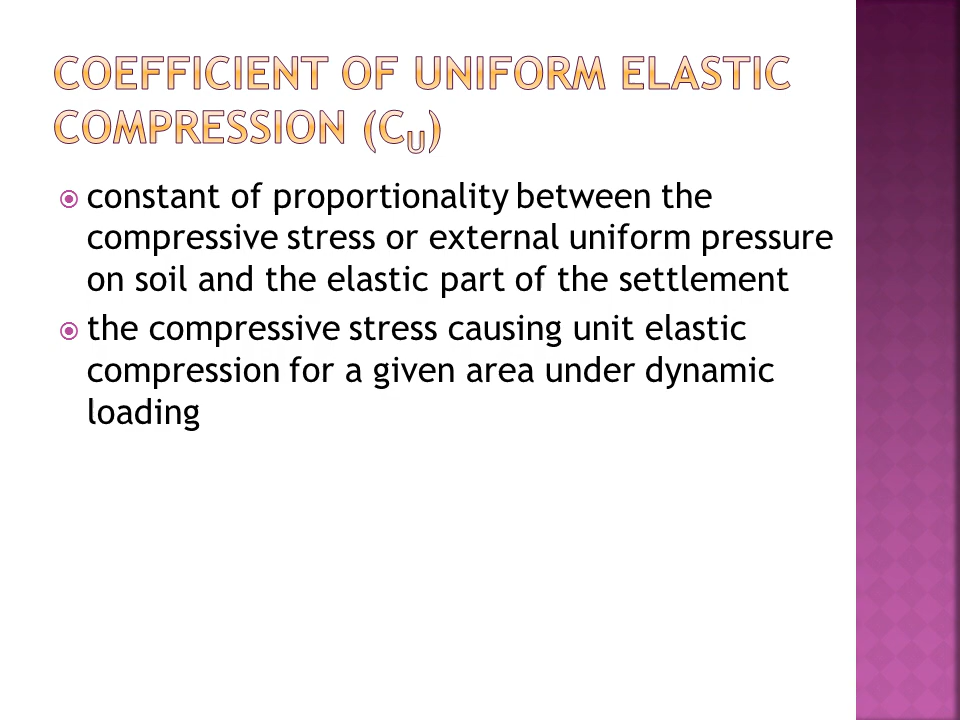 COEFFICIENT OF UNIFORM ELASTIC
COMPRESSION (CU)
constant of proportionality between the
compressive stress or external uniform pressure
on soil and the elastic part of the settlement
the compressive stress causing unit elastic
compression for a given area under dynamic
loading